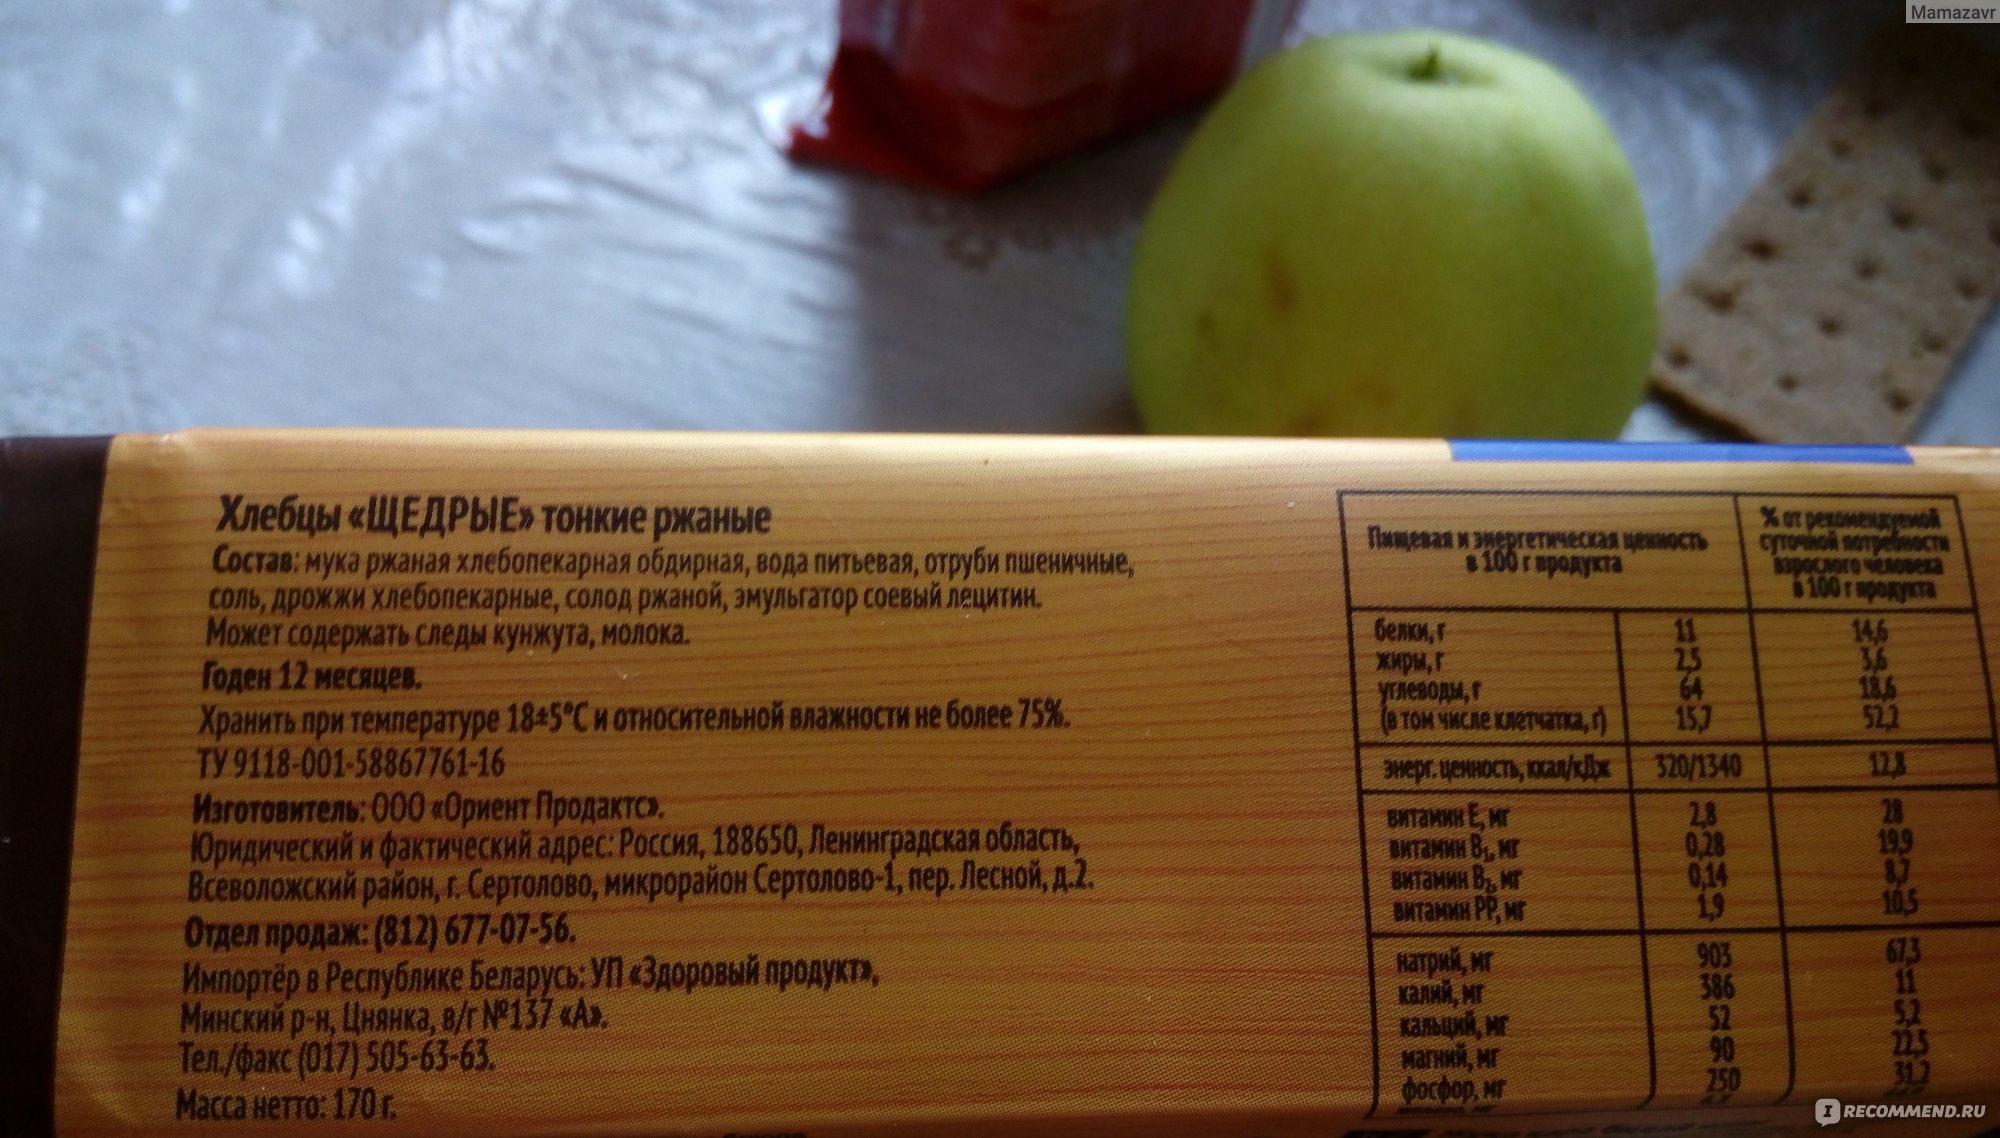 Mamazavr
Хлебцы «ЩЕДРЫЕ» тонкие ржаные
Состав: мука ржаная хлебопекарная обдирная, вода питьевая, отруби пшеничные,
соль, дрожжи хлебопекарные, солод ржаной, эмульгатор соевый лецитин.
Может содержать следы кунжута, молока.
Годен 12 месяцев.
Хранить при температуре 18±5°С и относительной влажности не более 75%.
ТУ 9118-001-58867761-16
Изготовитель: ООО «Ориент Продактс».
Юридический и фактический адрес: Россия, 188650, Ленинградская область,
Всеволожский район, г. Сертолово, микрорайон Сертолово-1, пер. Лесной, д.2.
Отдел продаж: (812) 677-07-56.
Импортёр в Республике Беларусь: УП «Здоровый продукт»,
Минский р-н, Цнянка, в/г №137 «А».
Тел./факс (017) 505-63-63.
Масса нетто: 170 г.
Пищевая и энергетическая ценность
в 100 г продукта
% от рекомендуемой
суточной потребности
взрослого человека
в 100 г продукта
белки, г 11 14,6
жиры, г 2,5 3,6
углеводы, г 64 18,6
(в том числе клетчатка, г) 15,7 52,2
энерг. ценность, ккал/кДж 320/1340 12,8
витамин Е, мг 2,8 28
витамин В₁, мг 0,28 19,9
витамин В₂, мг 0,14 8,7
витамин РР, мг 1,9 10,5
натрий, мг 903 67,3
калий, мг 386 11
кальций, мг 52 5,2
магний, мг 90 22,5
фосфор, мг 250 31,2
I RECOMMEND.RU